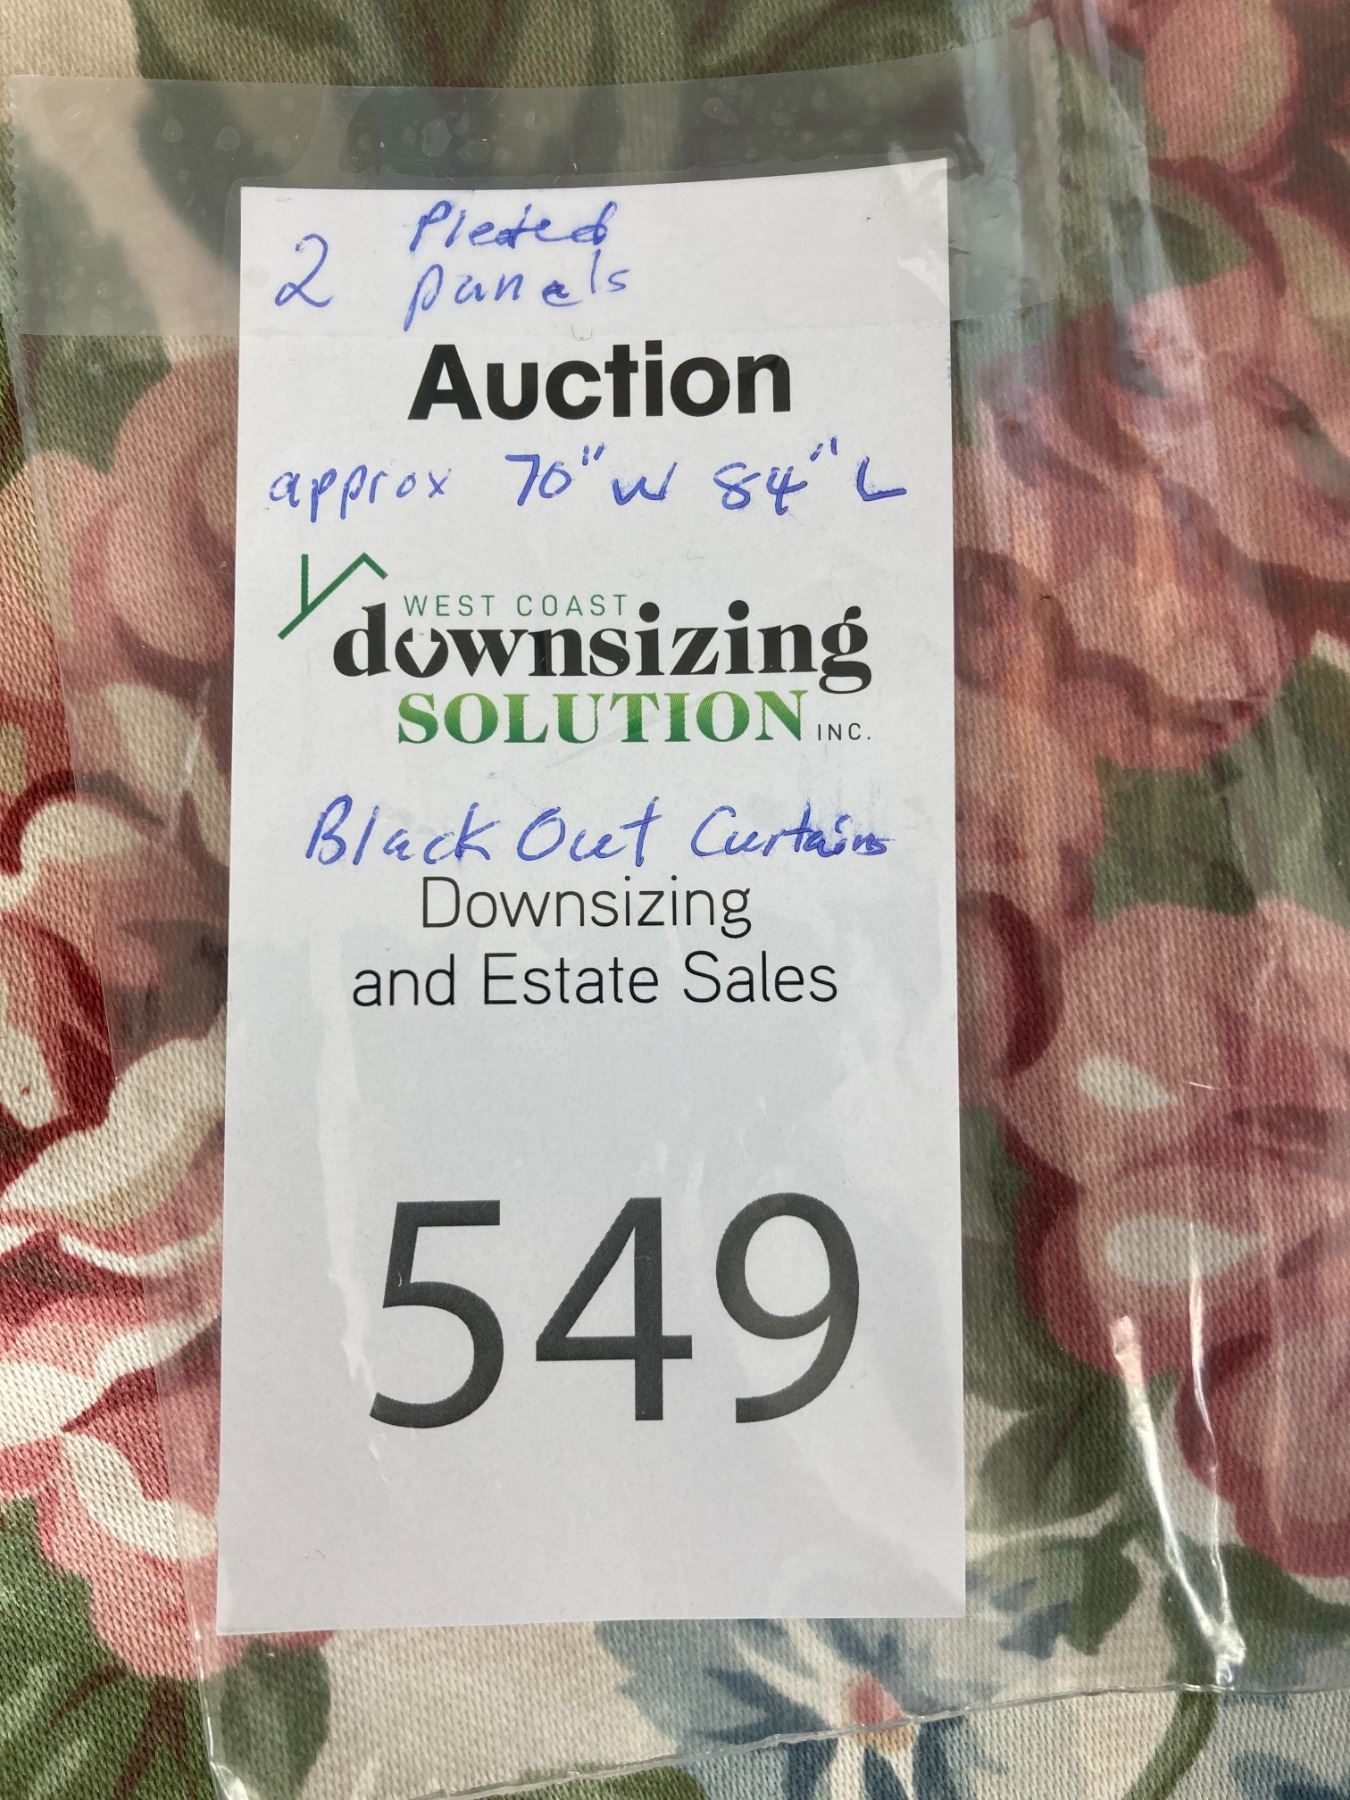 2 Pleated
panels
Auction
approx 70" W 84" L
WEST COAST
downsizing
SOLUTION INC.
Black Out Curtains
Downsizing
and Estate Sales
549